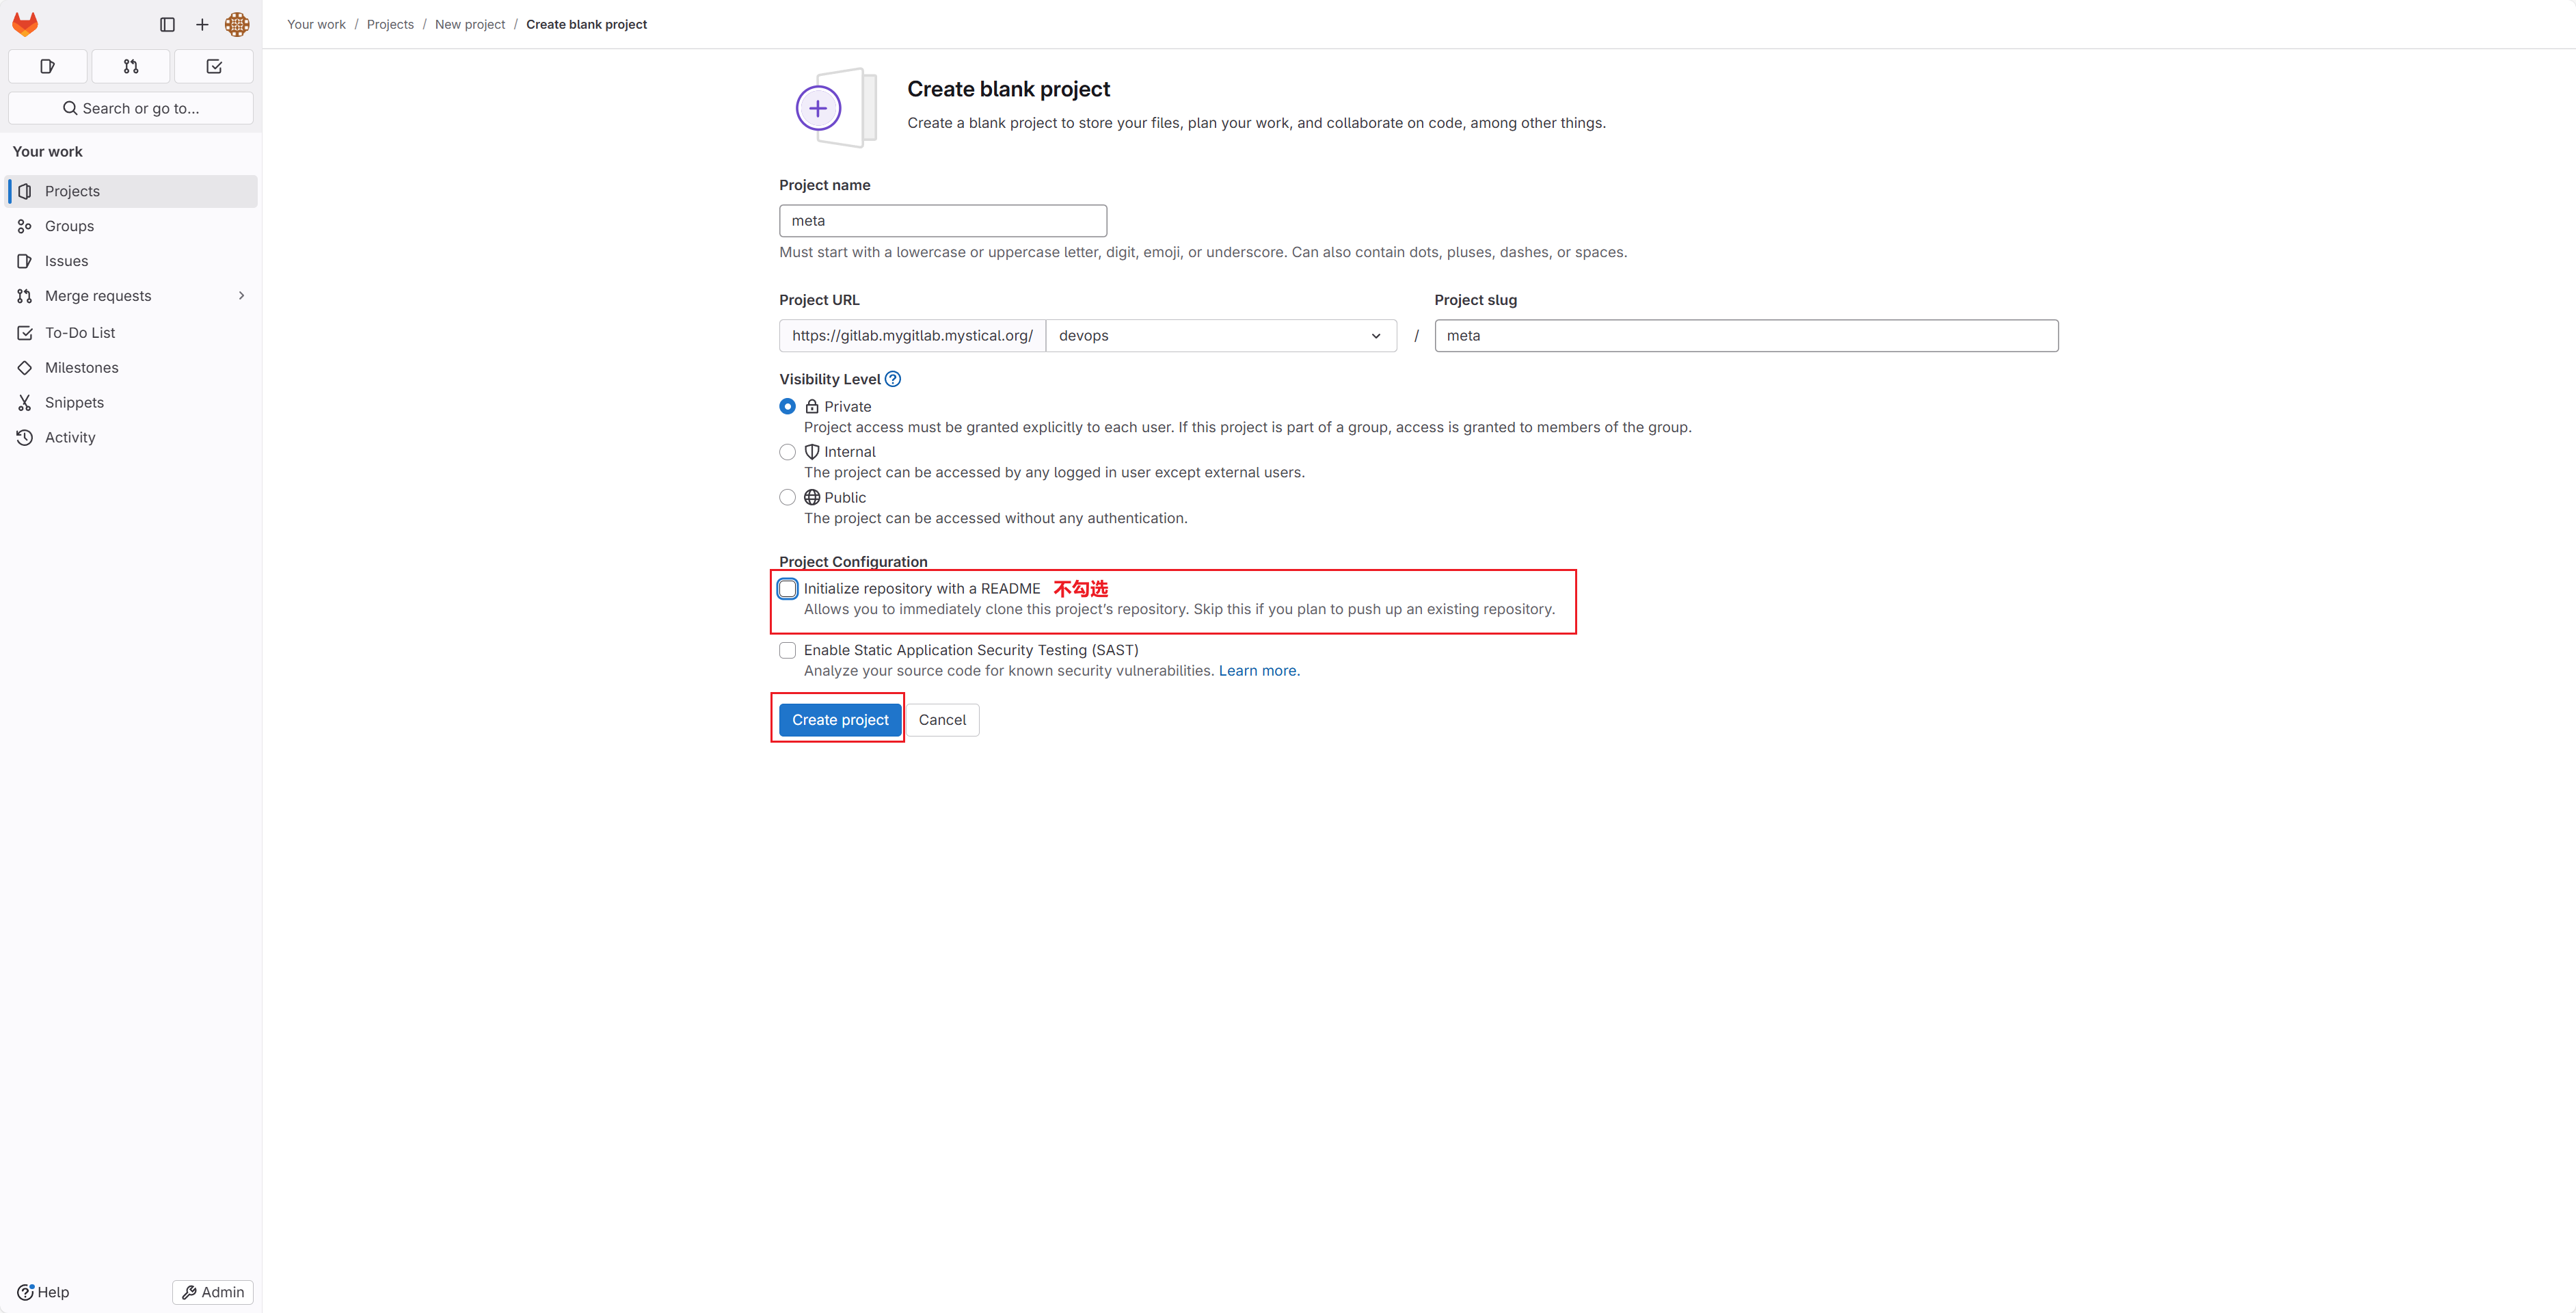 Your work / Projects / New project / Create blank project
Search or go to...
Your work
Projects
Groups
Issues
Merge requests
To-Do List
Milestones
Snippets
Activity
Help
Admin
Create blank project
Create a blank project to store your files, plan your work, and collaborate on code, among other things.
Project name
meta
Must start with a lowercase or uppercase letter, digit, emoji, or underscore. Can also contain dots, pluses, dashes, or spaces.
Project URL
https://gitlab.mygitlab.mystical.org/ devops /
Project slug
meta
Visibility Level
Private
Project access must be granted explicitly to each user. If this project is part of a group, access is granted to members of the group.
Internal
The project can be accessed by any logged in user except external users.
Public
The project can be accessed without any authentication.
Project Configuration
Initialize repository with a README 不勾选
Allows you to immediately clone this project's repository. Skip this if you plan to push up an existing repository.
Enable Static Application Security Testing (SAST)
Analyze your source code for known security vulnerabilities. Learn more.
Create project Cancel